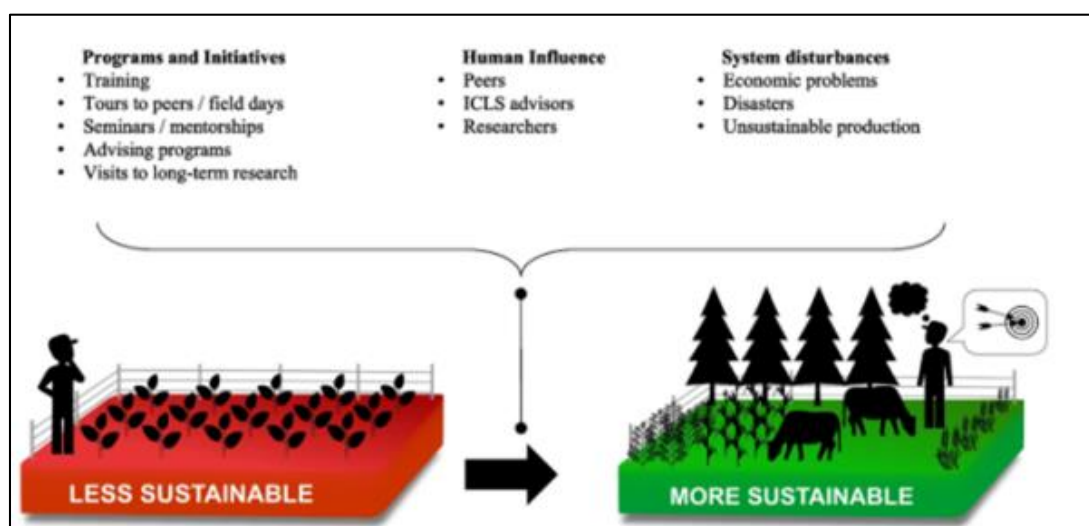 Programs and Initiatives
• Training
• Tours to peers / field days
• Seminars / mentorships
• Advising programs
• Visits to long-term research
Human Influence
• Peers
• ICLS advisors
• Researchers
System disturbances
• Economic problems
• Disasters
• Unsustainable production
LESS SUSTAINABLE
MORE SUSTAINABLE